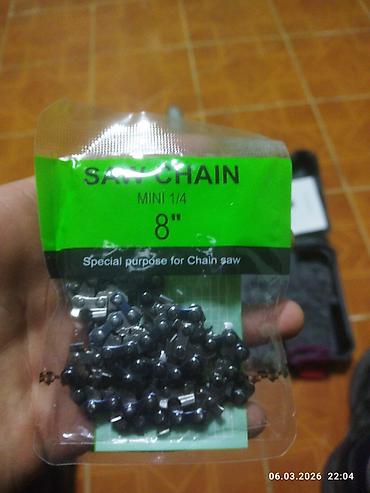 SAW CHAIN
MINI 1/4
8"
Special purpose for Chain saw
06.03.2026 22:04